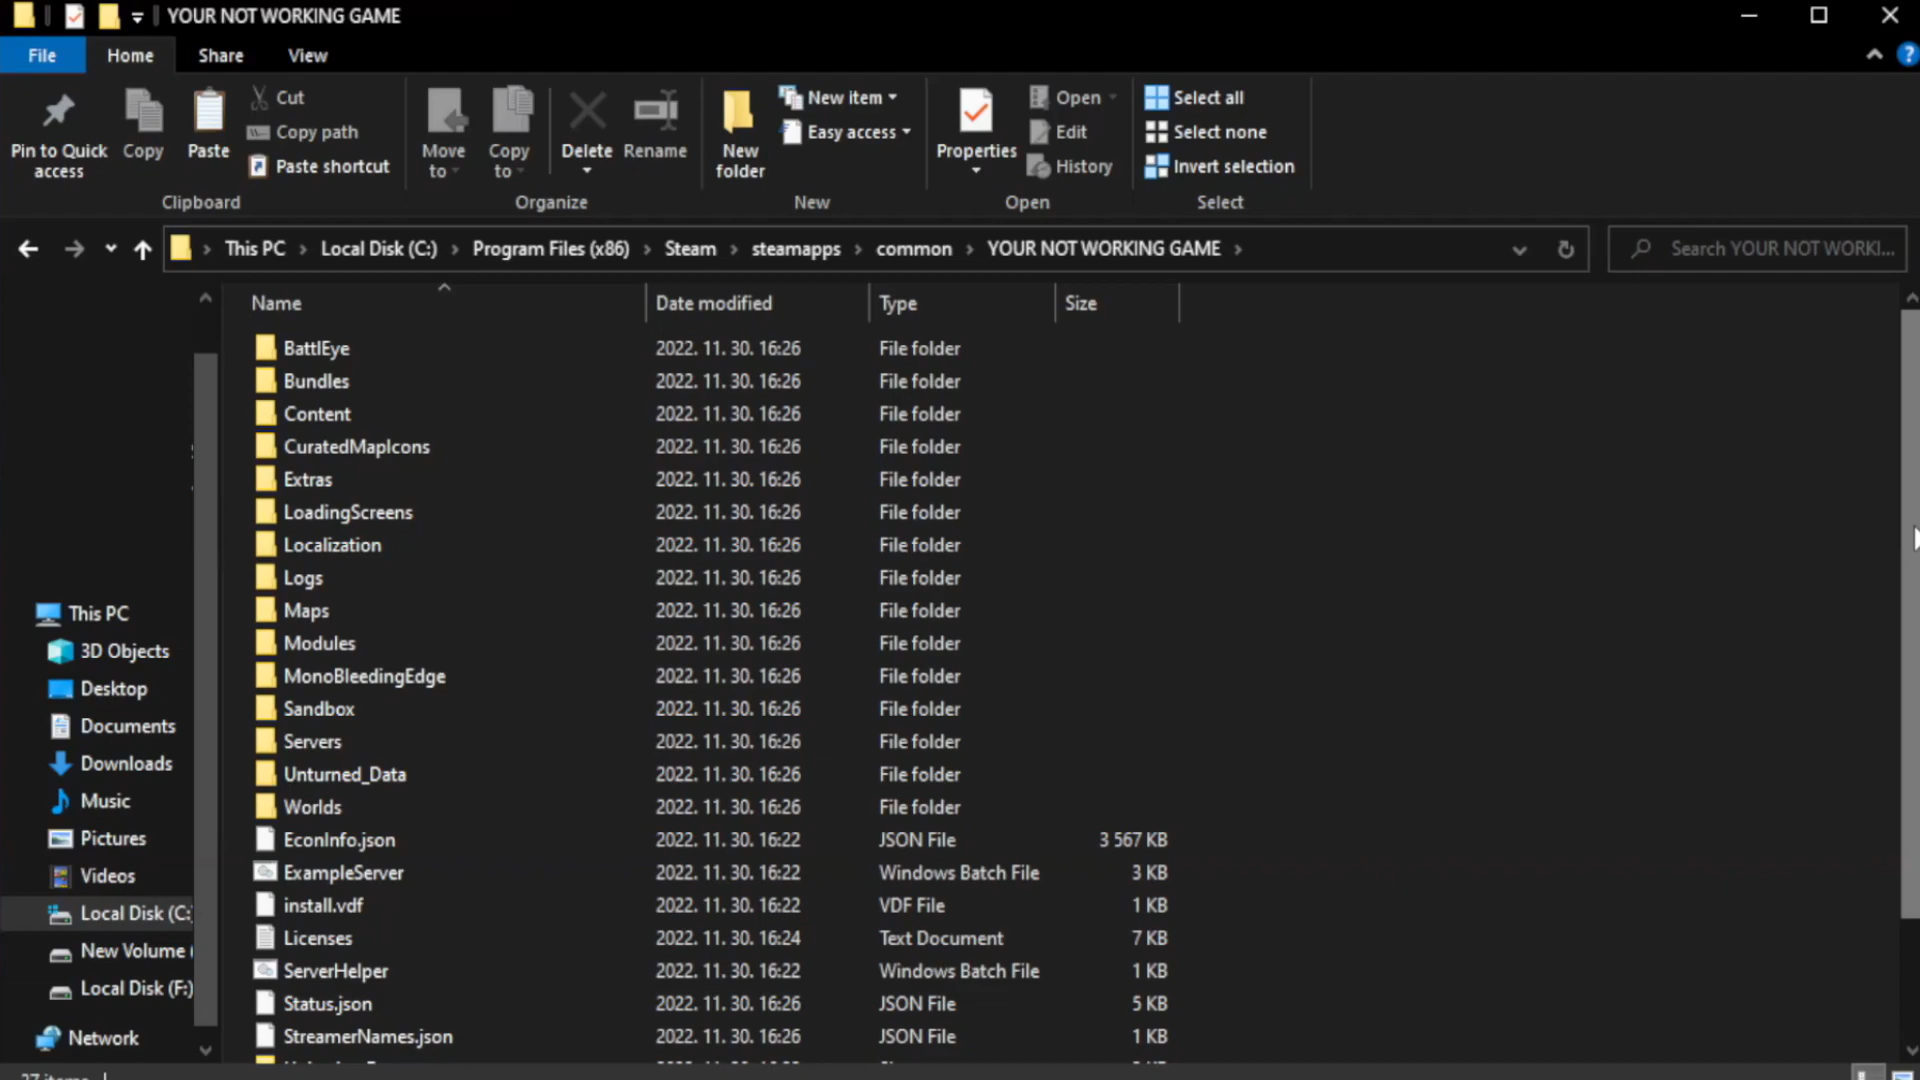 YOUR NOT WORKING GAME
File Home Share View
Pin to Quick access
Copy
Paste
Cut
Copy path
Paste shortcut
Clipboard
Move to
Copy to
Delete
Rename
Organize
New folder
New item
Easy access
New
Properties
Open
Edit
History
Open
Select all
Select none
Invert selection
Select
This PC > Local Disk (C:) > Program Files (x86) > Steam > steamapps > common > YOUR NOT WORKING GAME >
Search YOUR NOT WORKI...
This PC
3D Objects
Desktop
Documents
Downloads
Music
Pictures
Videos
Local Disk (C:
New Volume (
Local Disk (F:)
Network
Name Date modified Type Size
BattlEye 2022. 11. 30. 16:26 File folder
Bundles 2022. 11. 30. 16:26 File folder
Content 2022. 11. 30. 16:26 File folder
CuratedMapIcons 2022. 11. 30. 16:26 File folder
Extras 2022. 11. 30. 16:26 File folder
LoadingScreens 2022. 11. 30. 16:26 File folder
Localization 2022. 11. 30. 16:26 File folder
Logs 2022. 11. 30. 16:26 File folder
Maps 2022. 11. 30. 16:26 File folder
Modules 2022. 11. 30. 16:26 File folder
MonoBleedingEdge 2022. 11. 30. 16:26 File folder
Sandbox 2022. 11. 30. 16:26 File folder
Servers 2022. 11. 30. 16:26 File folder
Unturned_Data 2022. 11. 30. 16:26 File folder
Worlds 2022. 11. 30. 16:26 File folder
EconInfo.json 2022. 11. 30. 16:22 JSON File 3 567 KB
ExampleServer 2022. 11. 30. 16:22 Windows Batch File 3 KB
install.vdf 2022. 11. 30. 16:22 VDF File 1 KB
Licenses 2022. 11. 30. 16:24 Text Document 7 KB
ServerHelper 2022. 11. 30. 16:22 Windows Batch File 1 KB
Status.json 2022. 11. 30. 16:26 JSON File 5 KB
StreamerNames.json 2022. 11. 30. 16:26 JSON File 1 KB